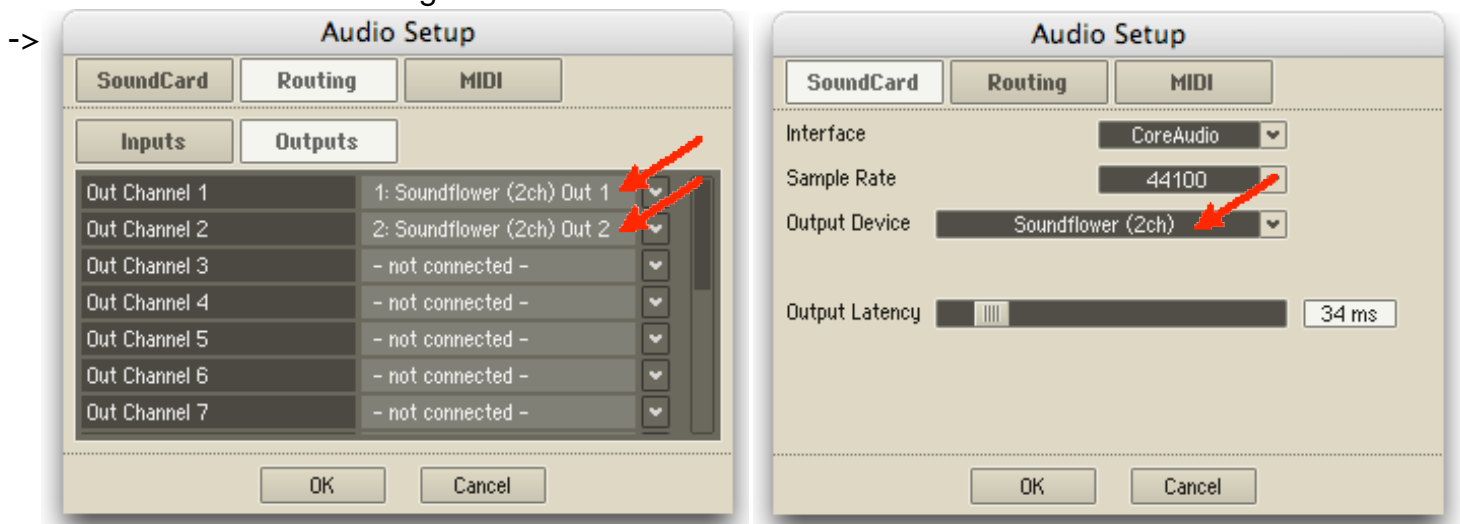 ->
Audio Setup
SoundCard Routing MIDI
Inputs Outputs
Out Channel 1 1: Soundflower (2ch) Out 1
Out Channel 2 2: Soundflower (2ch) Out 2
Out Channel 3 - not connected -
Out Channel 4 - not connected -
Out Channel 5 - not connected -
Out Channel 6 - not connected -
Out Channel 7 - not connected -
OK Cancel
Audio Setup
SoundCard Routing MIDI
Interface CoreAudio
Sample Rate 44100
Output Device Soundflower (2ch)
Output Latency 34 ms
OK Cancel